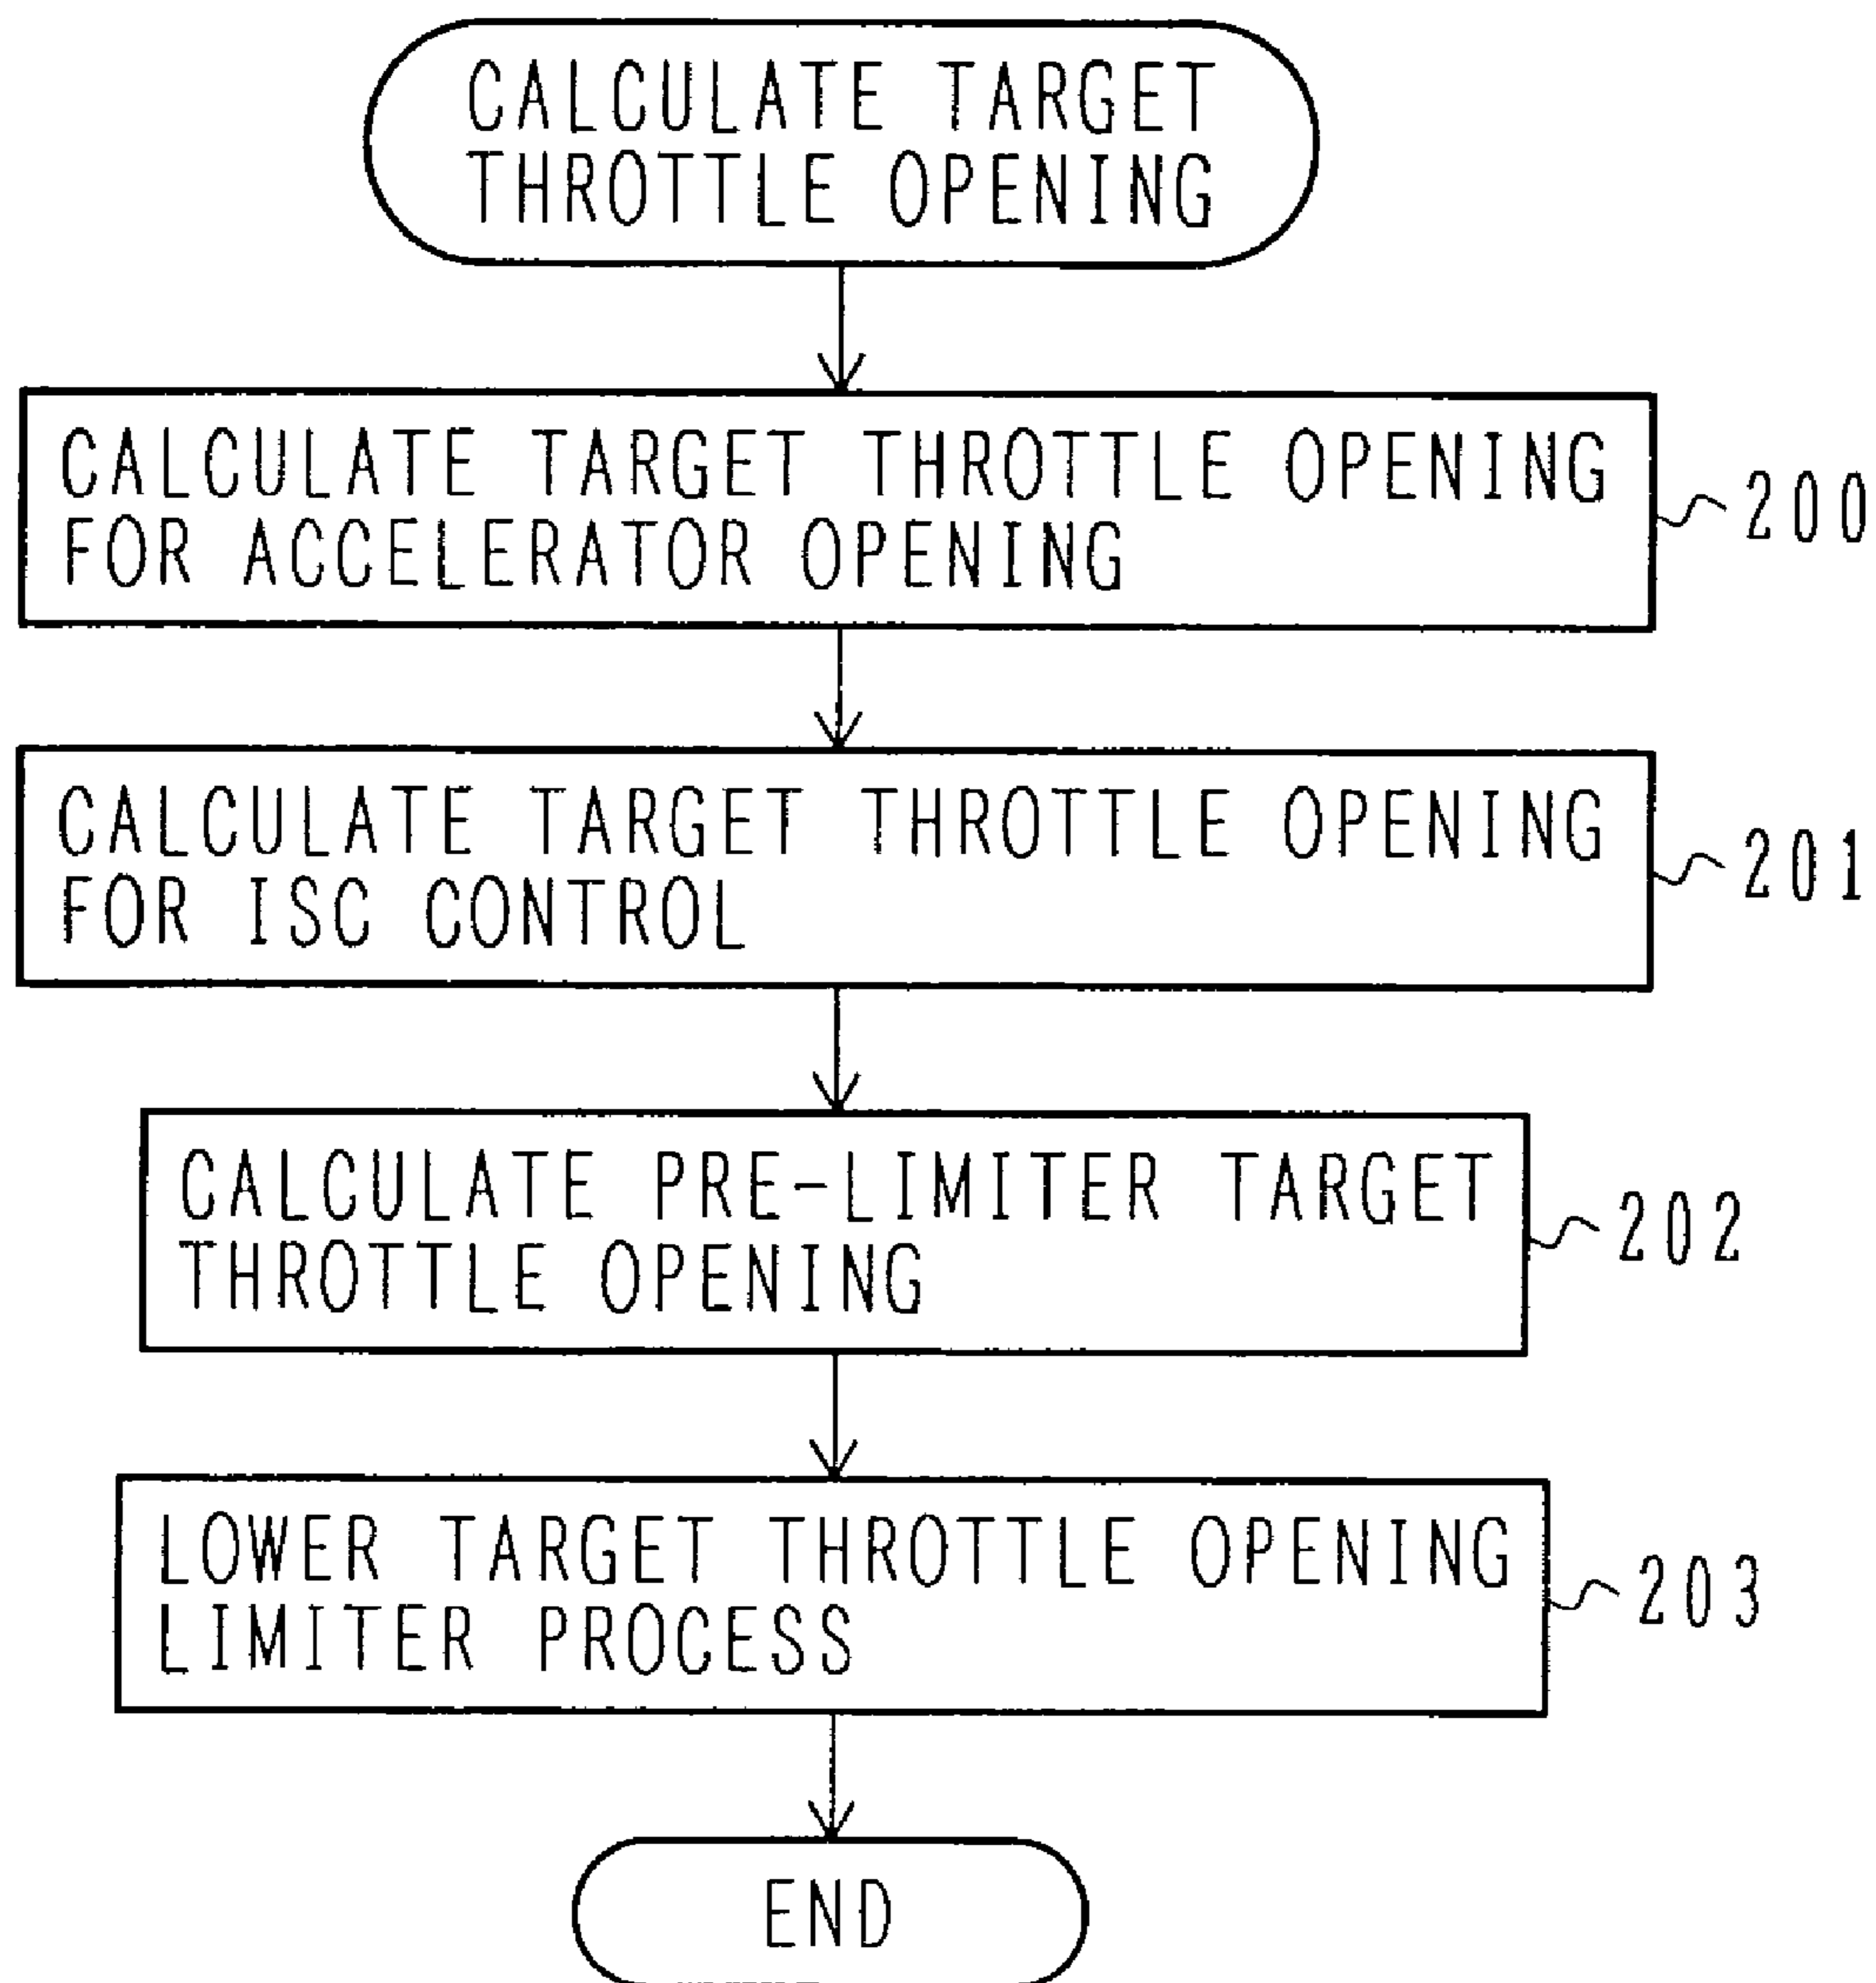 CALCULATE TARGET
THROTTLE OPENING
CALCULATE TARGET THROTTLE OPENING
FOR ACCELERATOR OPENING
200
CALCULATE TARGET THROTTLE OPENING
FOR ISC CONTROL
201
CALCULATE PRE-LIMITER TARGET
THROTTLE OPENING
202
LOWER TARGET THROTTLE OPENING
LIMITER PROCESS
203
END